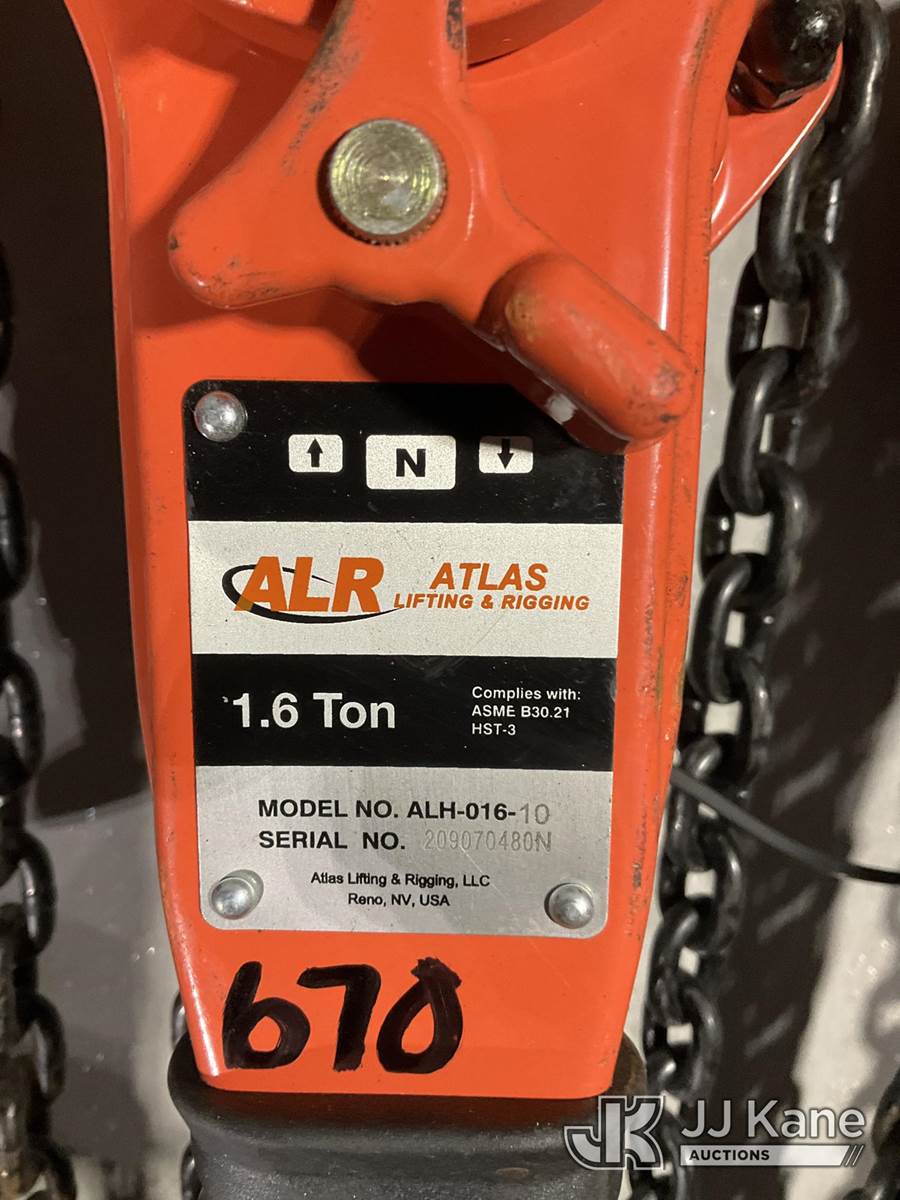 N
ALR ATLAS
LIFTING & RIGGING
1.6 Ton
Complies with:
ASME B30.21
HST-3
MODEL NO. ALH-016-10
SERIAL NO. 209070480N
Atlas Lifting & Rigging, LLC
Reno, NV, USA
670
JK JJ Kane
AUCTIONS